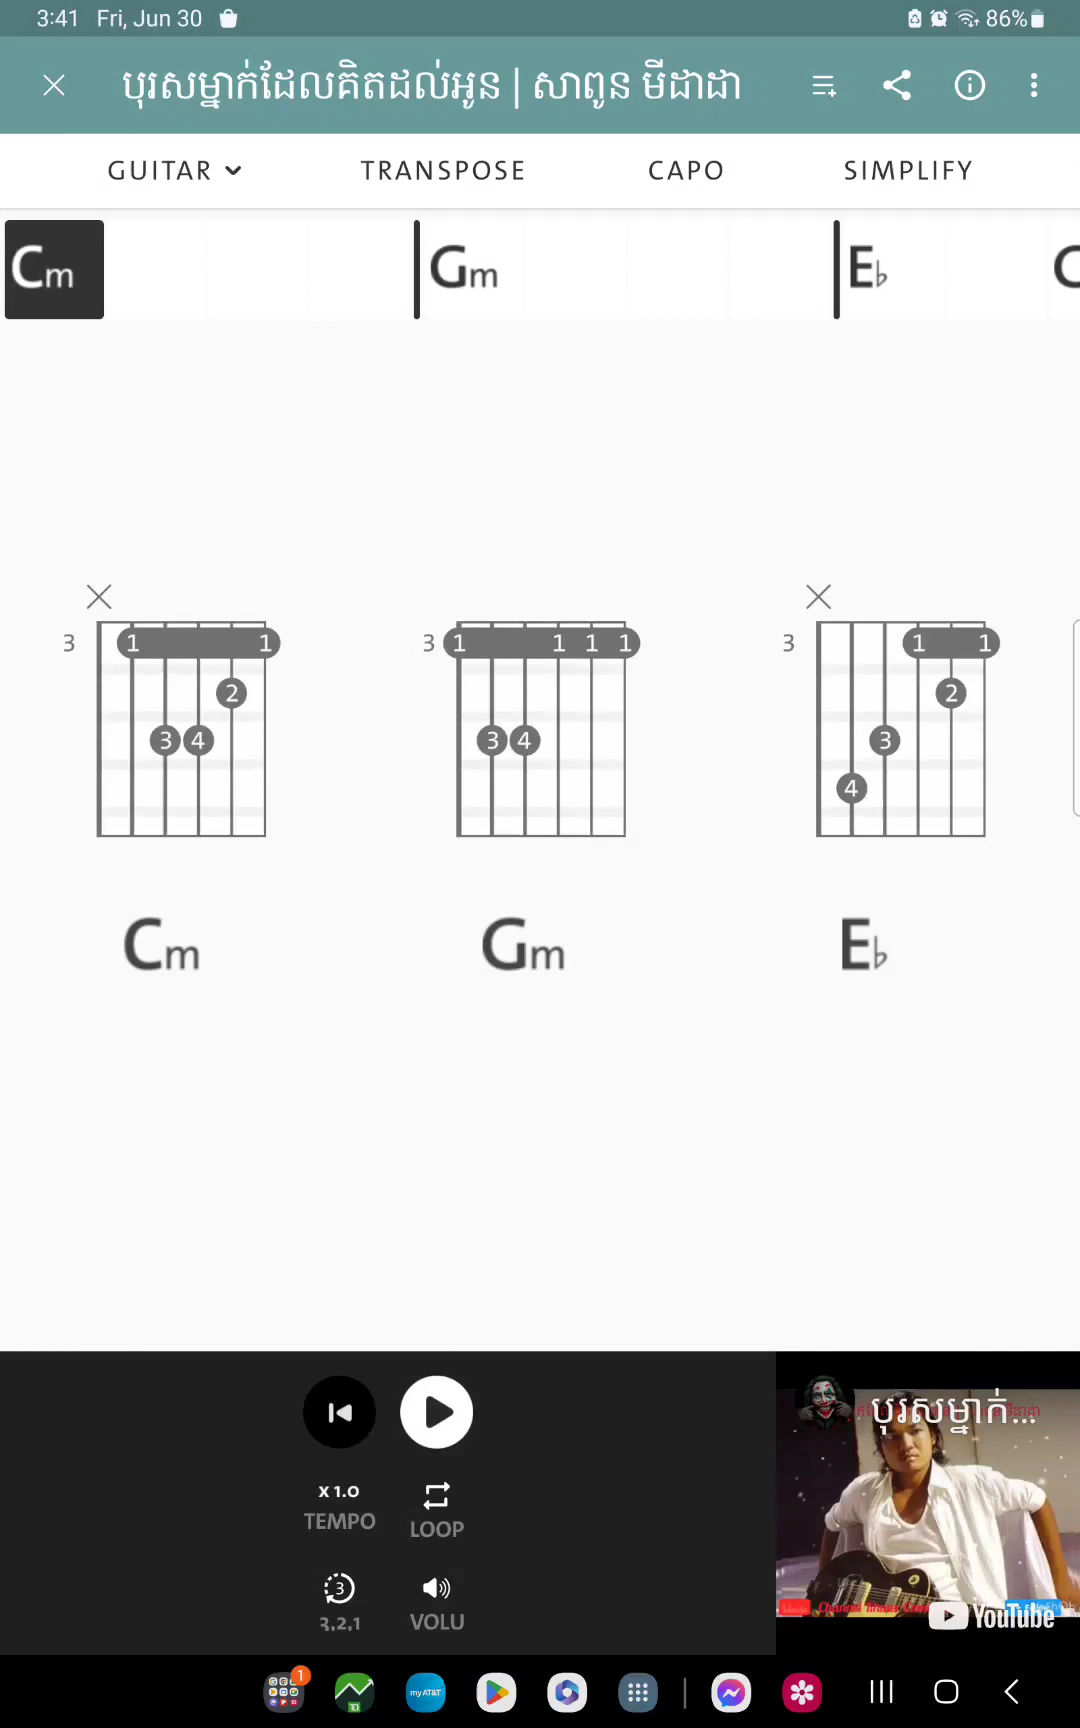 3:41 Fri, Jun 30 86%
បុរសម្នាក់ដែលគិតដល់អូន | សាពូន មីដាដា
GUITAR TRANSPOSE CAPO SIMPLIFY
Cm Gm E♭ C
3 1 1 3 1 1 1 1 3 1 1
2 2
3 4 3 4 3
4
Cm Gm E♭
បុរសម្នាក់...
x 1.0
TEMPO LOOP
3
3,2,1 VOLU
YouTube
1
TD
myAT&T